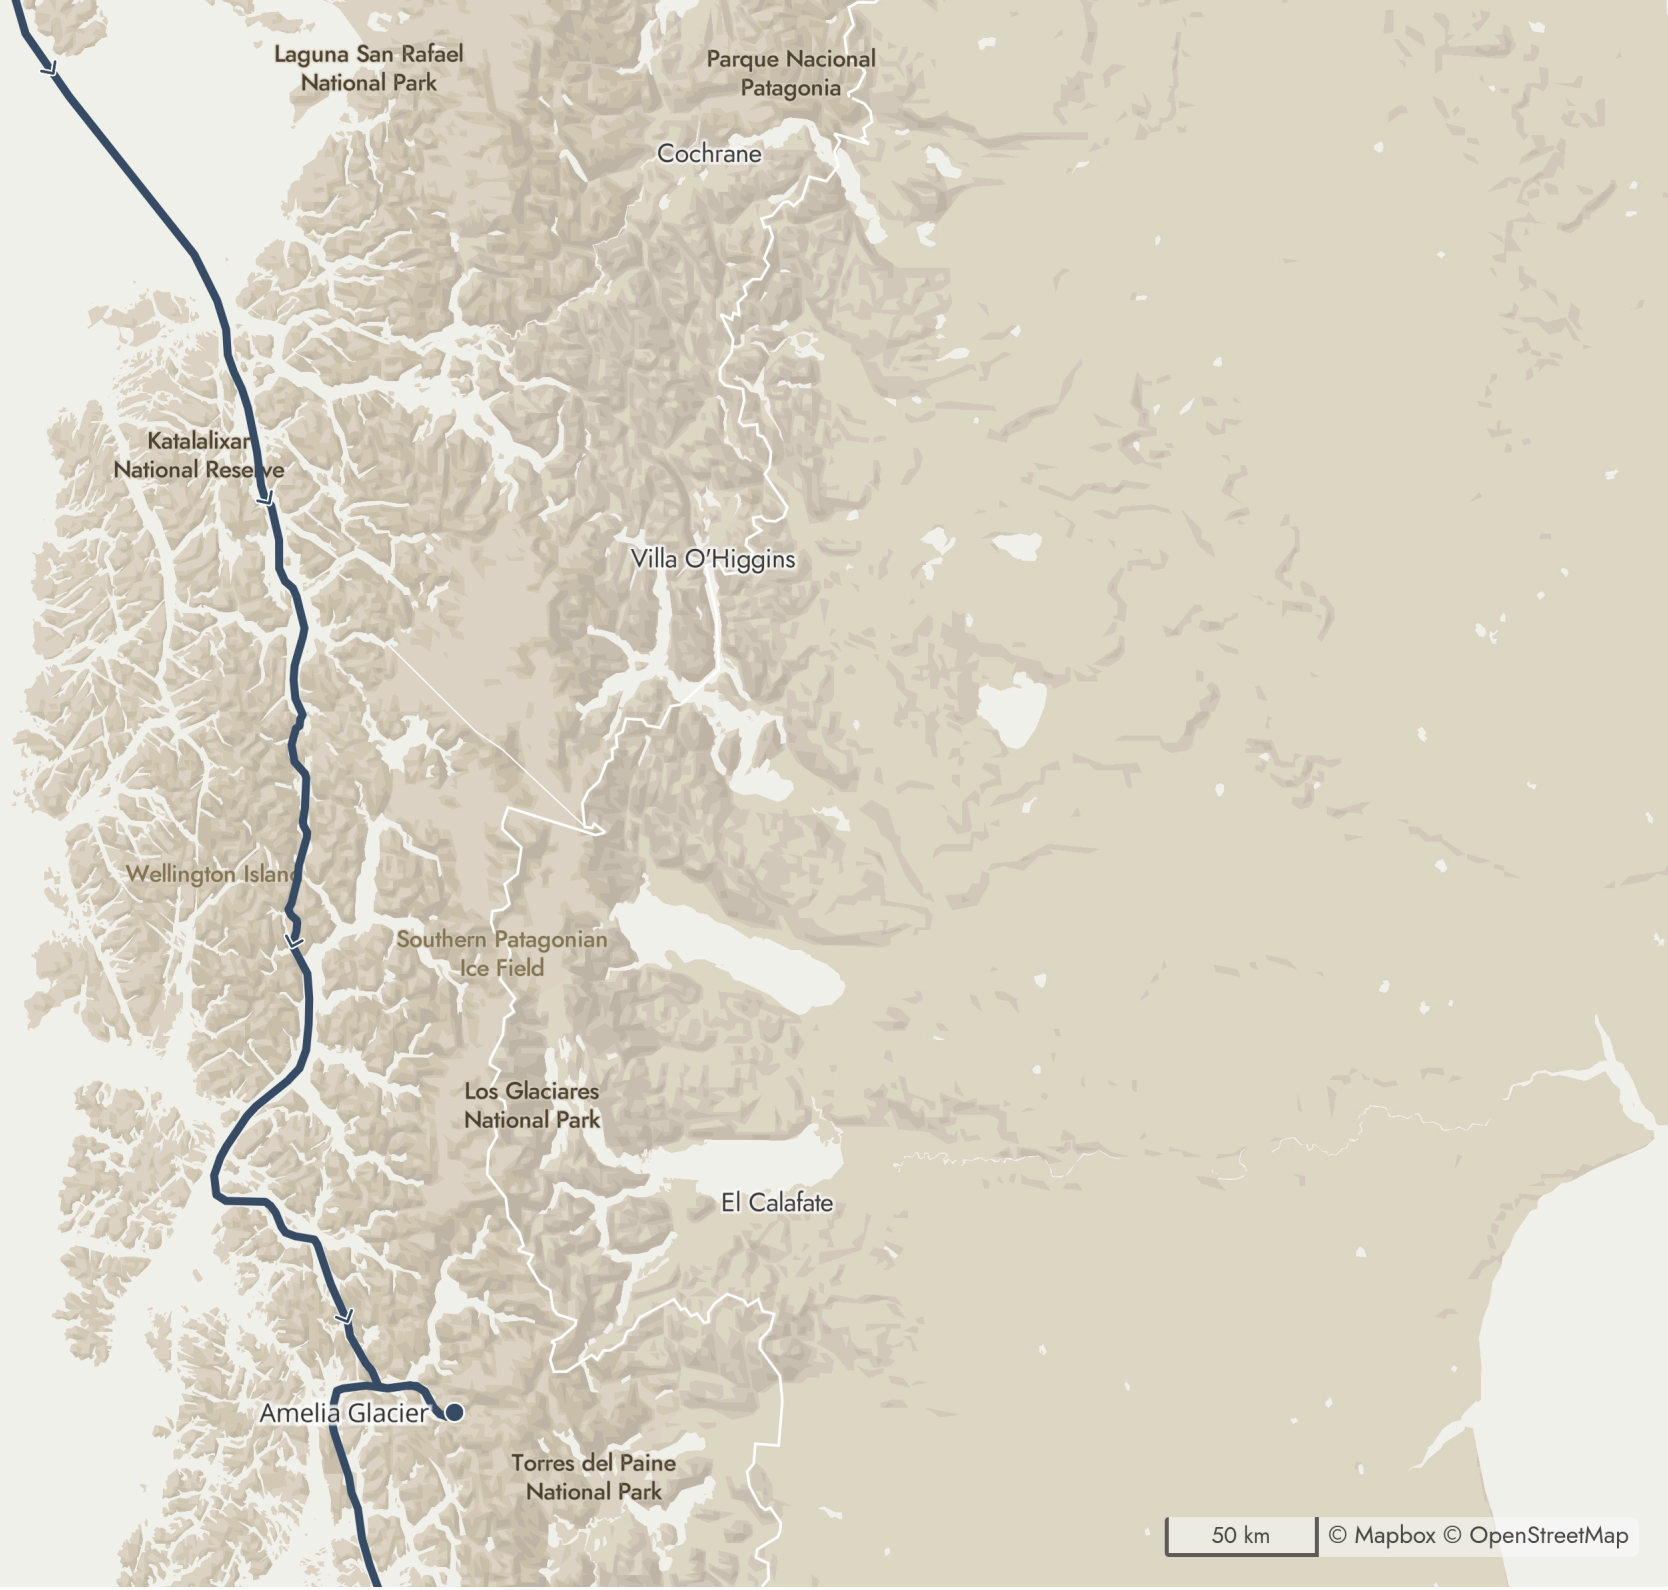 Laguna San Rafael
National Park
Parque Nacional
Patagonia
Cochrane
Katalalixar
National Reserve
Villa O'Higgins
Wellington Island
Southern Patagonian
Ice Field
Los Glaciares
National Park
El Calafate
Amelia Glacier
Torres del Paine
National Park
50 km
© Mapbox © OpenStreetMap